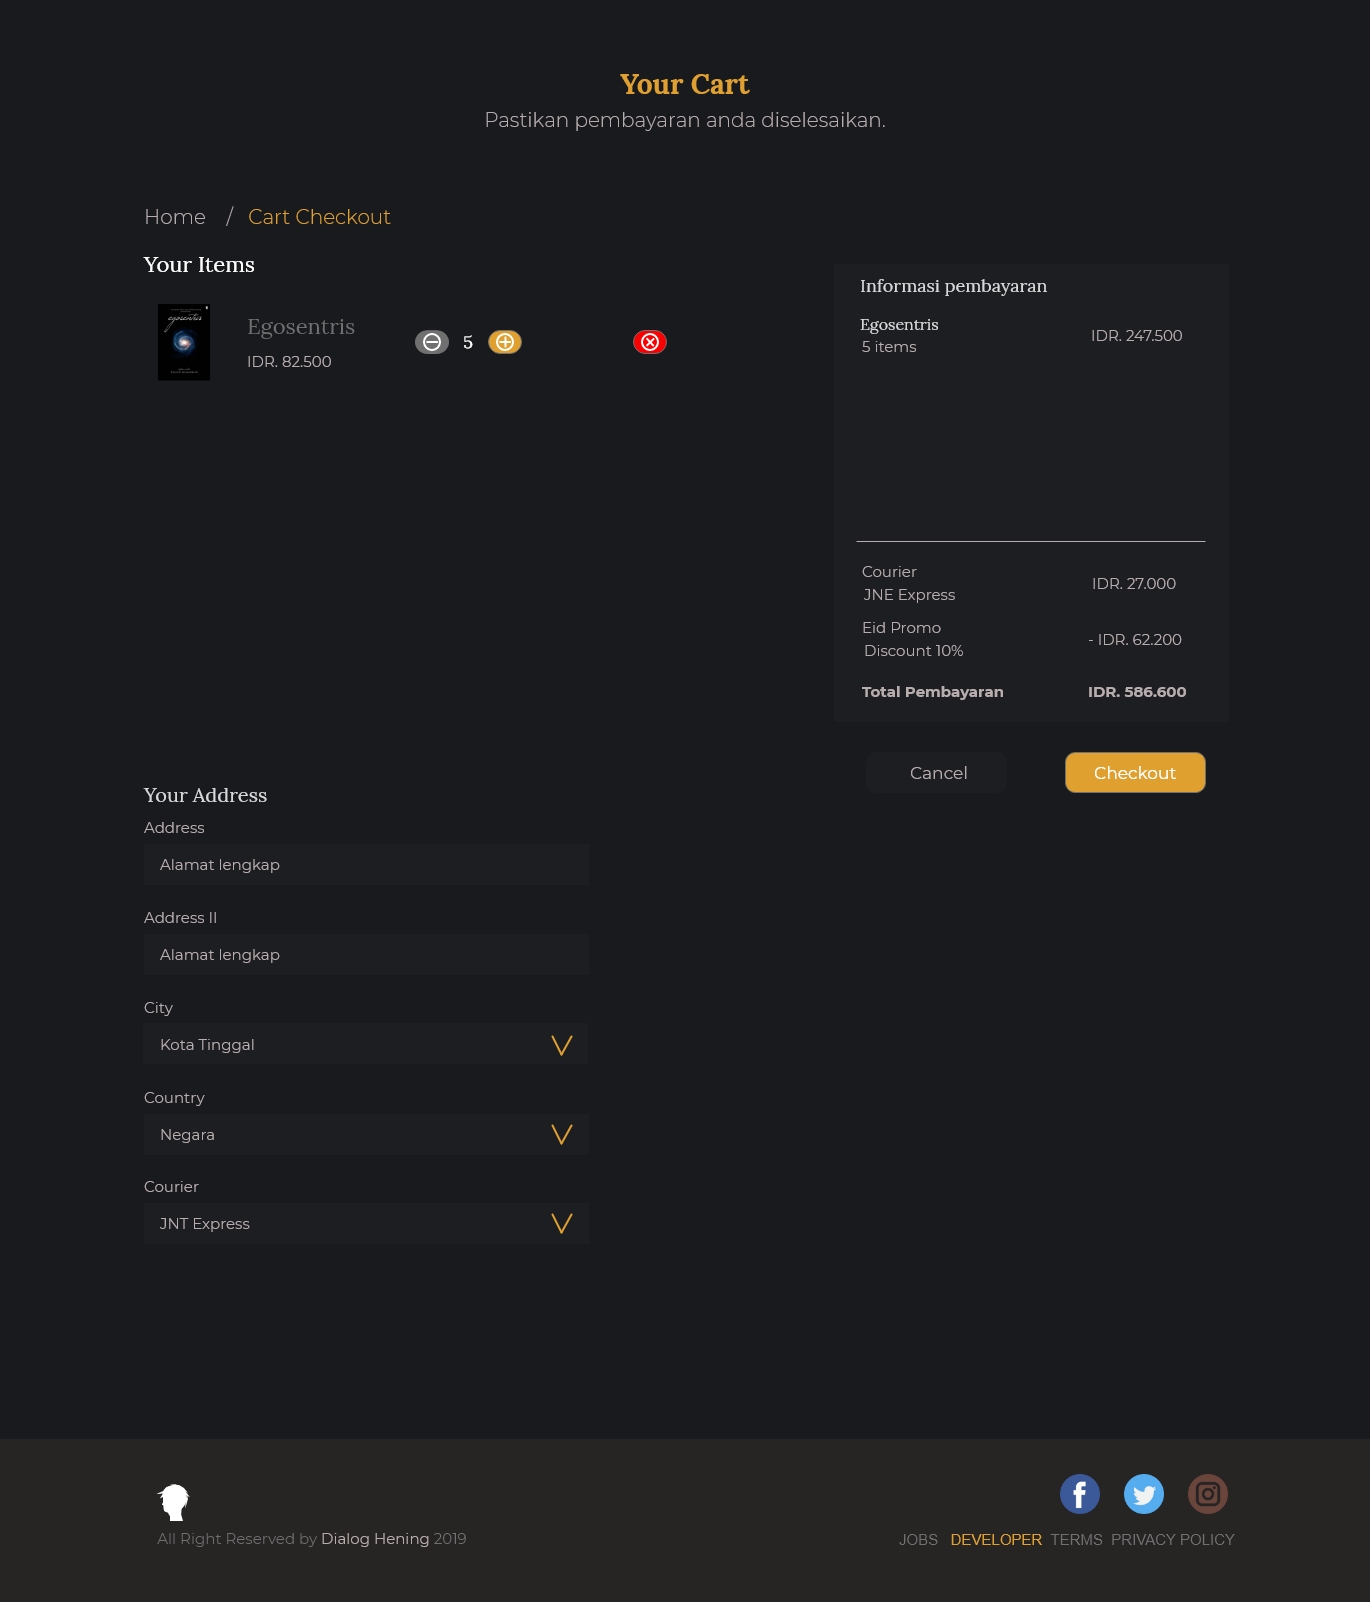 Your Cart
Pastikan pembayaran anda diselesaikan.
Home / Cart Checkout
Your Items
egosentris
Egosentris
IDR. 82.500
5
Informasi pembayaran
Egosentris
5 items
IDR. 247.500
Courier
JNE Express
IDR. 27.000
Eid Promo
Discount 10%
- IDR. 62.200
Total Pembayaran
IDR. 586.600
Cancel
Checkout
Your Address
Address
Alamat lengkap
Address II
Alamat lengkap
City
Kota Tinggal
Country
Negara
Courier
JNT Express
All Right Reserved by Dialog Hening 2019
JOBS DEVELOPER TERMS PRIVACY POLICY